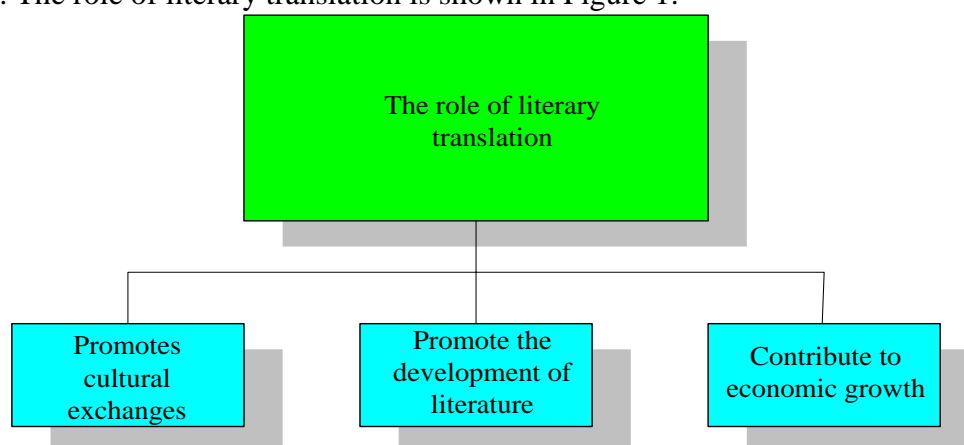 . The role of literary translation is shown in Figure 1.
The role of literary
translation
Promotes
cultural
exchanges
Promote the
development of
literature
Contribute to
economic growth